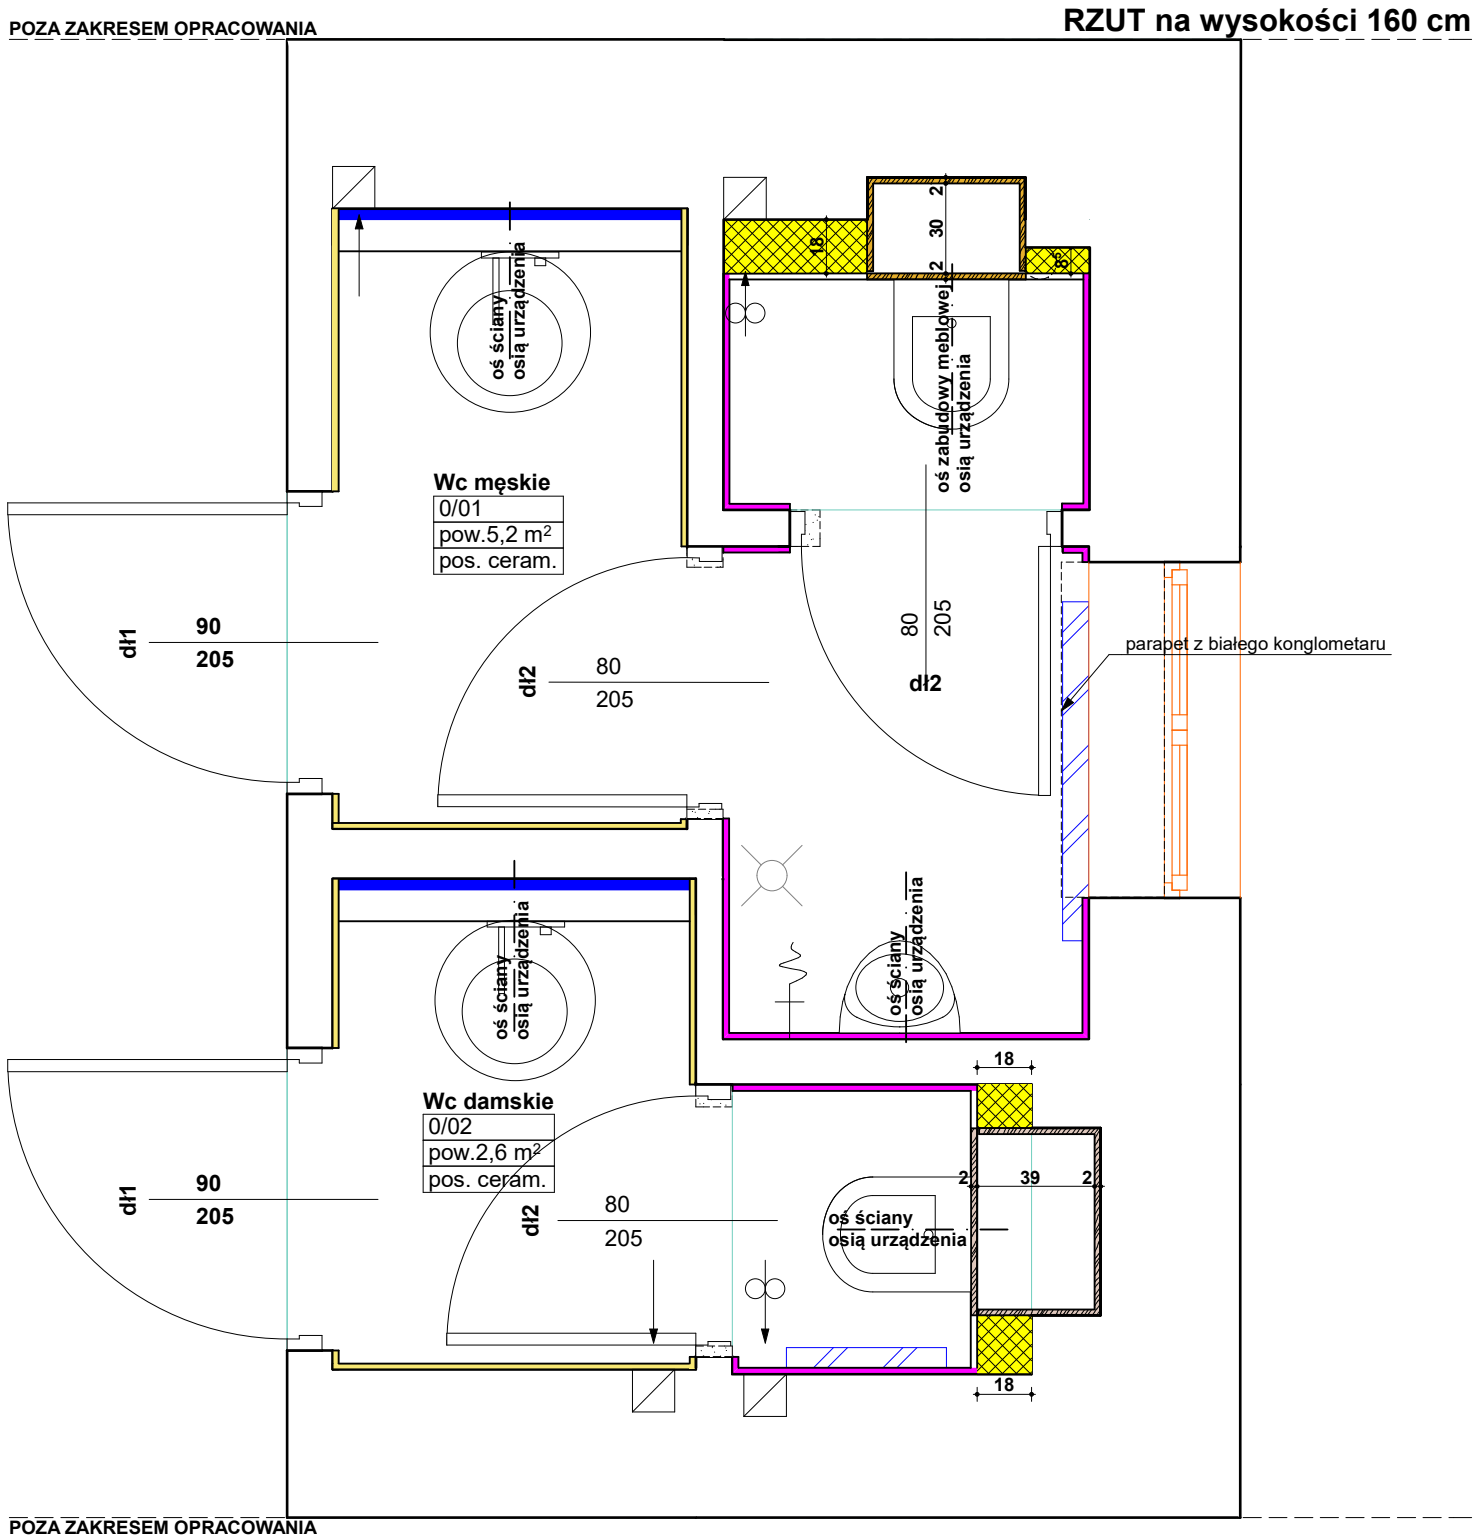 POZA ZAKRESEM OPRACOWANIA
RZUT na wysokości 160 cm
2
30
2
18
8⁵
oś ściany
osią urządzenia
oś zabudowy meblowej
osią urządzenia
Wc męskie
0/01
pow.5,2 m²
pos. ceram.
dł1
90
205
dł2
80
205
80
205
dł2
parapet z białego konglometaru
oś ściany
osią urządzenia
oś ściany
osią urządzenia
18
Wc damskie
0/02
pow.2,6 m²
pos. ceram.
dł1
90
205
dł2
80
205
2
39
2
oś ściany
osią urządzenia
18
POZA ZAKRESEM OPRACOWANIA